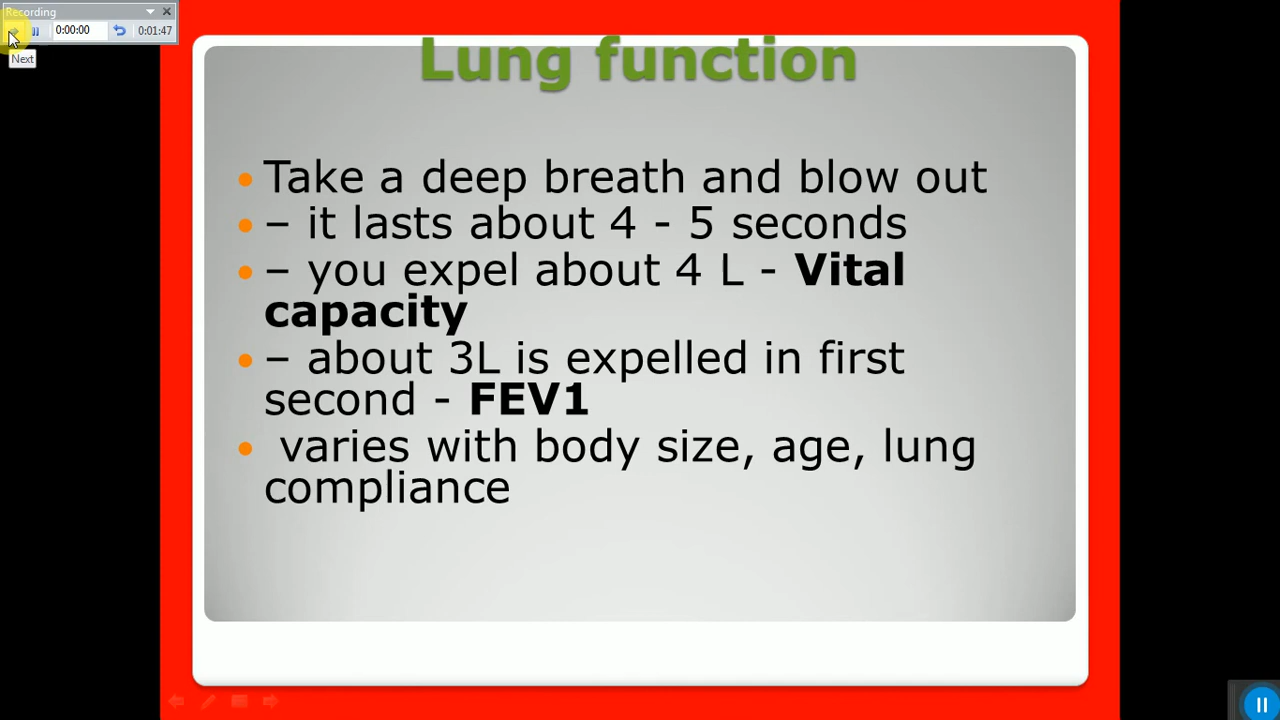 Recording
0:00:00 0:01:47
Next
Lung function
Take a deep breath and blow out
– it lasts about 4 - 5 seconds
– you expel about 4 L - Vital
capacity
– about 3L is expelled in first
second - FEV1
varies with body size, age, lung
compliance